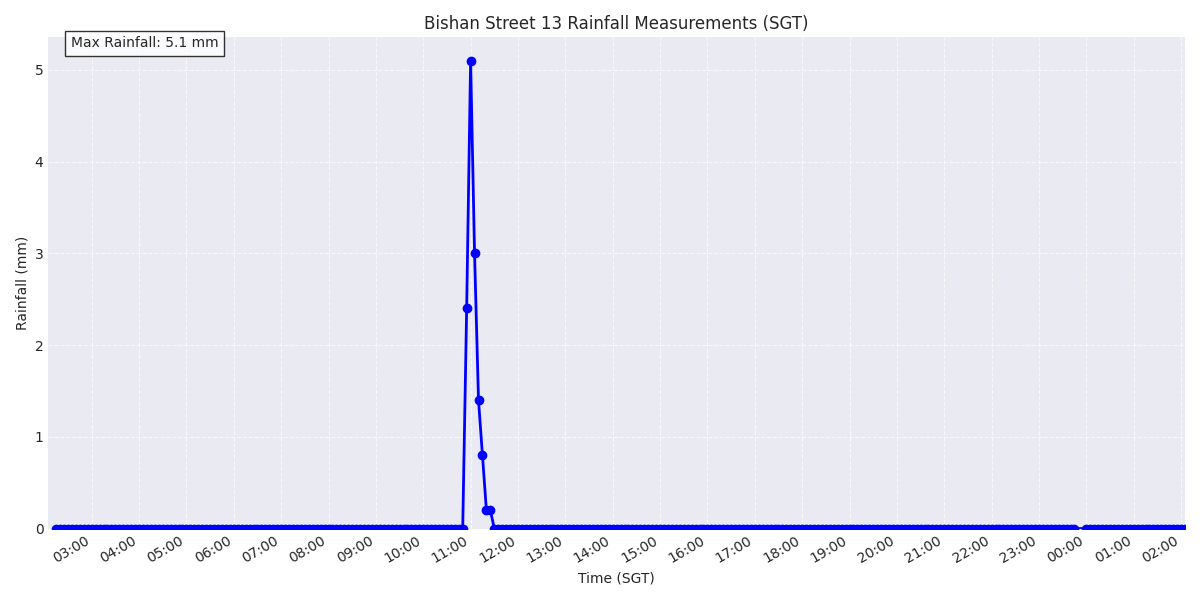 Bishan Street 13 Rainfall Measurements (SGT)
Max Rainfall: 5.1 mm
5
4
3
2
1
0
Rainfall (mm)
03:00 04:00 05:00 06:00 07:00 08:00 09:00 10:00 11:00 12:00 13:00 14:00 15:00 16:00 17:00 18:00 19:00 20:00 21:00 22:00 23:00 00:00 01:00 02:00
Time (SGT)